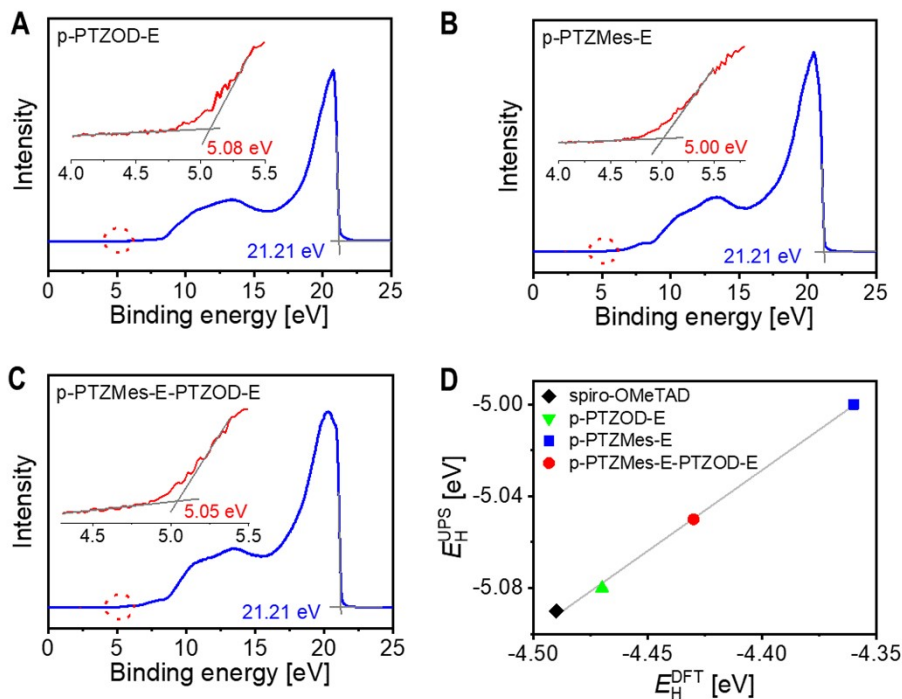 A
p-PTZOD-E
5.08 eV
4.0 4.5 5.0 5.5
21.21 eV
Intensity
0 5 10 15 20 25
Binding energy [eV]
B
p-PTZMes-E
5.00 eV
4.0 4.5 5.0 5.5
21.21 eV
Intensity
0 5 10 15 20 25
Binding energy [eV]
C
p-PTZMes-E-PTZOD-E
5.05 eV
4.5 5.0 5.5
21.21 eV
Intensity
0 5 10 15 20 25
Binding energy [eV]
D
spiro-OMeTAD
p-PTZOD-E
p-PTZMes-E
p-PTZMes-E-PTZOD-E
-5.00
-5.04
-5.08
E_H^UPS [eV]
-4.50 -4.45 -4.40 -4.35
E_H^DFT [eV]